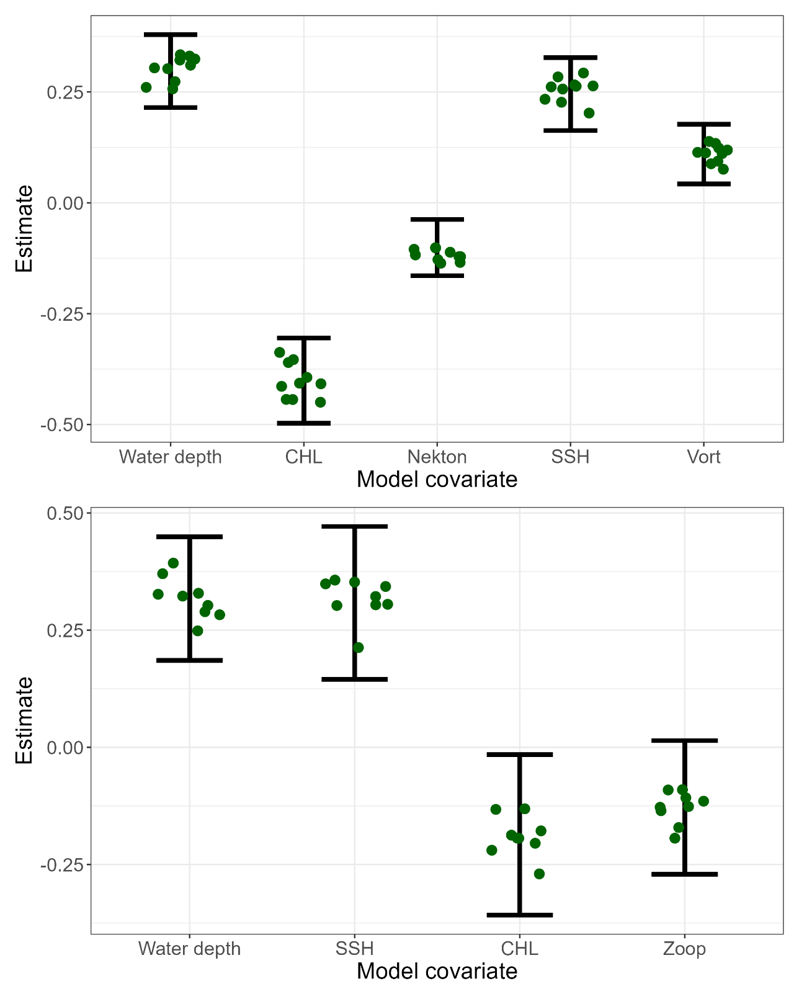 0.25
0.00
-0.25
-0.50
Estimate
Water depth CHL Nekton SSH Vort
Model covariate
0.50
0.25
0.00
-0.25
Estimate
Water depth SSH CHL Zoop
Model covariate